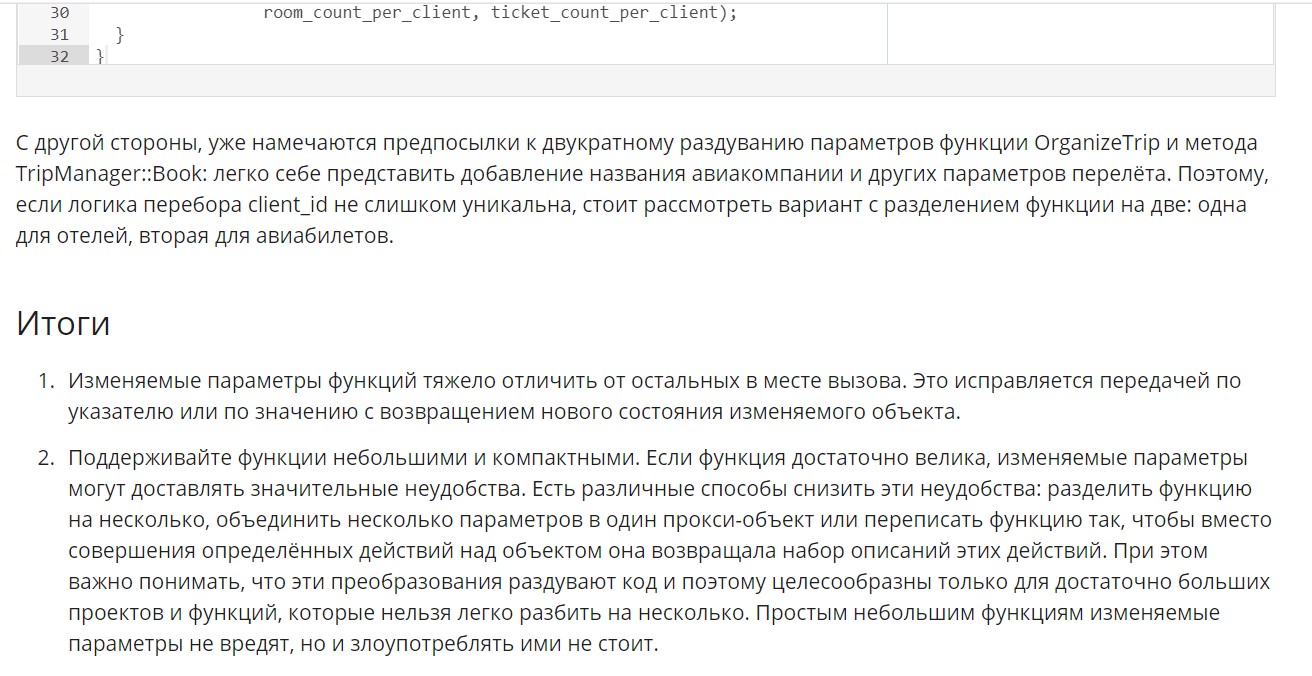 30 room_count_per_client, ticket_count_per_client);
31 }
32 }
С другой стороны, уже намечаются предпосылки к двукратному раздуванию параметров функции OrganizeTrip и метода
TripManager::Book: легко себе представить добавление названия авиакомпании и других параметров перелёта. Поэтому,
если логика перебора client_id не слишком уникальна, стоит рассмотреть вариант с разделением функции на две: одна
для отелей, вторая для авиабилетов.
Итоги
1. Изменяемые параметры функций тяжело отличить от остальных в месте вызова. Это исправляется передачей по
указателю или по значению с возвращением нового состояния изменяемого объекта.
2. Поддерживайте функции небольшими и компактными. Если функция достаточно велика, изменяемые параметры
могут доставлять значительные неудобства. Есть различные способы снизить эти неудобства: разделить функцию
на несколько, объединить несколько параметров в один прокси-объект или переписать функцию так, чтобы вместо
совершения определённых действий над объектом она возвращала набор описаний этих действий. При этом
важно понимать, что эти преобразования раздувают код и поэтому целесообразны только для достаточно больших
проектов и функций, которые нельзя легко разбить на несколько. Простым небольшим функциям изменяемые
параметры не вредят, но и злоупотреблять ими не стоит.